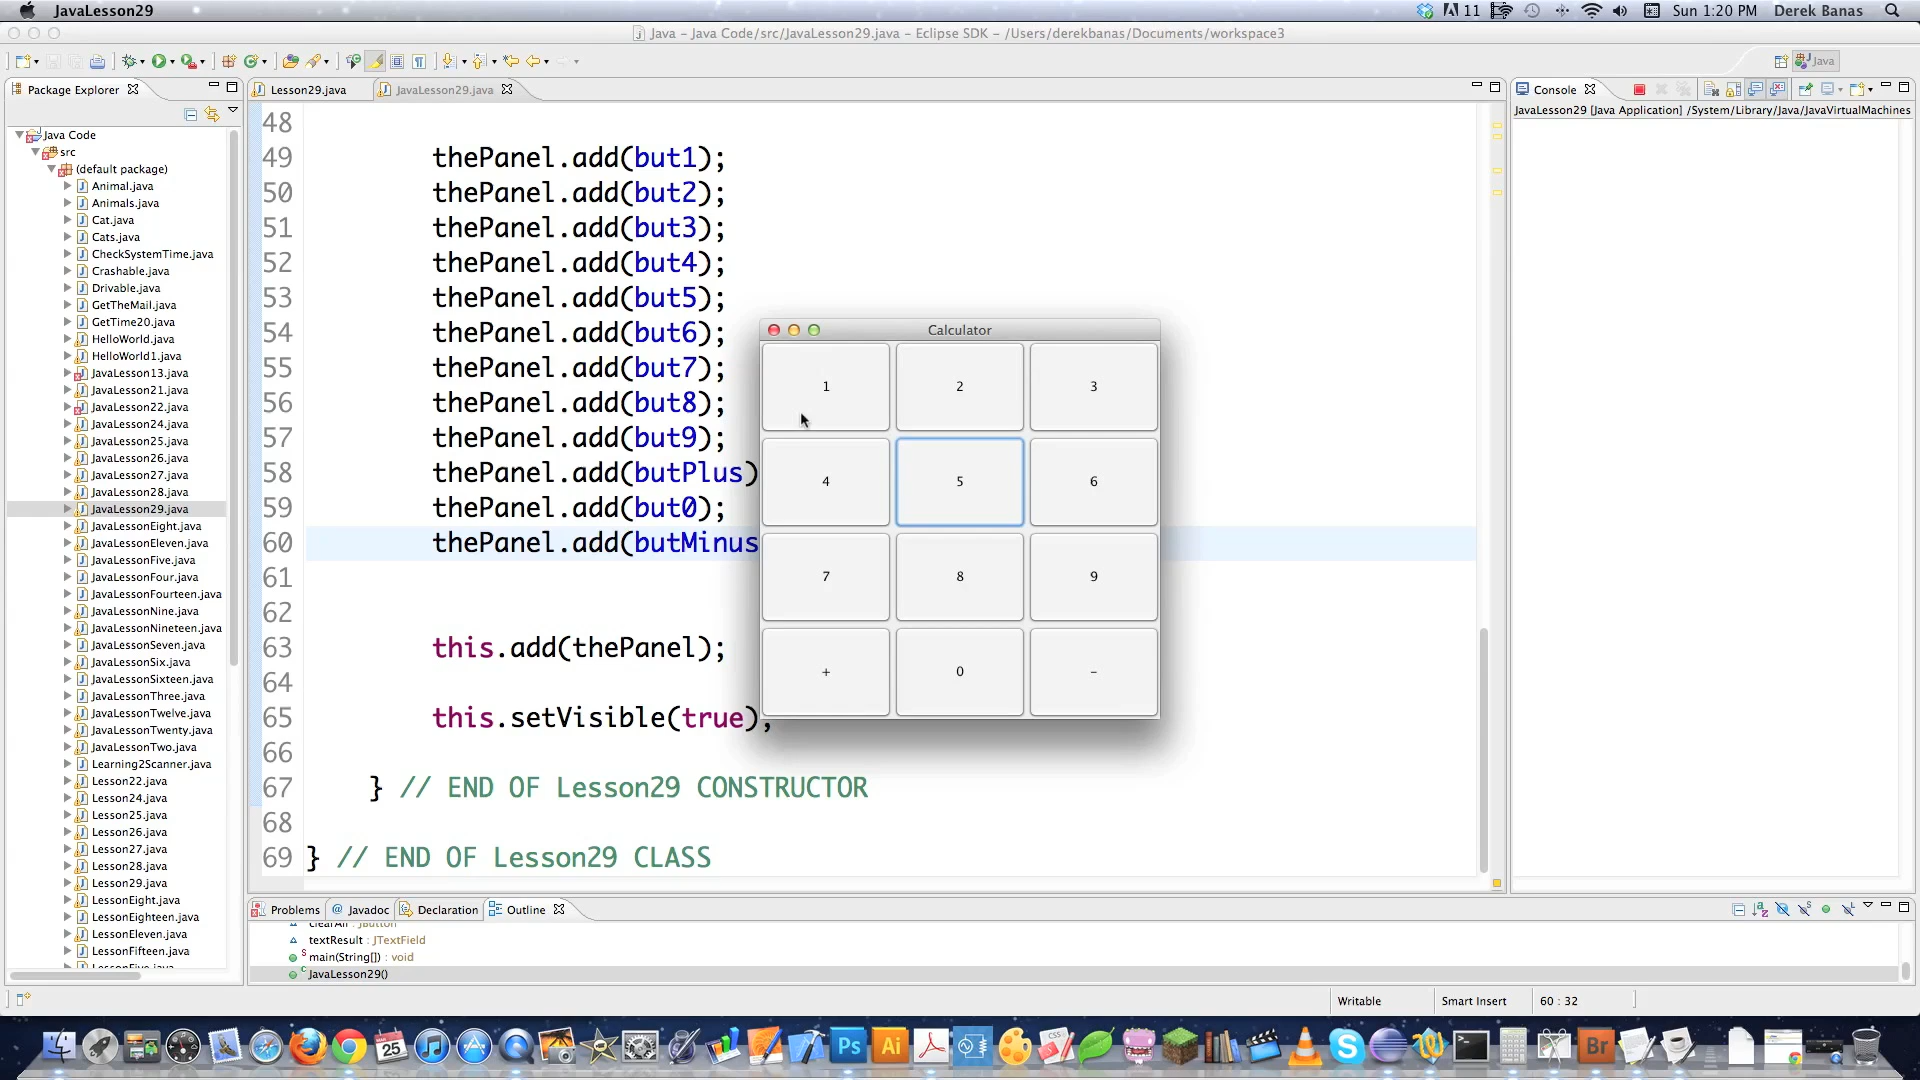 JavaLesson29
11
Sun 1:20 PM
Derek Banas
Java – Java Code/src/JavaLesson29.java – Eclipse SDK – /Users/derekbanas/Documents/workspace3
Java
Package Explorer
Lesson29.java
JavaLesson29.java
Console
JavaLesson29 [Java Application] /System/Library/Java/JavaVirtualMachines
Java Code
src
(default package)
Animal.java
Animals.java
Cat.java
Cats.java
CheckSystemTime.java
Crashable.java
Drivable.java
GetTheMail.java
GetTime20.java
HelloWorld.java
HelloWorld1.java
JavaLesson13.java
JavaLesson21.java
JavaLesson22.java
JavaLesson24.java
JavaLesson25.java
JavaLesson26.java
JavaLesson27.java
JavaLesson28.java
JavaLesson29.java
JavaLessonEight.java
JavaLessonEleven.java
JavaLessonFive.java
JavaLessonFour.java
JavaLessonFourteen.java
JavaLessonNine.java
JavaLessonNineteen.java
JavaLessonSeven.java
JavaLessonSix.java
JavaLessonSixteen.java
JavaLessonThree.java
JavaLessonTwelve.java
JavaLessonTwenty.java
JavaLessonTwo.java
Learning2Scanner.java
Lesson22.java
Lesson24.java
Lesson25.java
Lesson26.java
Lesson27.java
Lesson28.java
Lesson29.java
LessonEight.java
LessonEighteen.java
LessonEleven.java
LessonFifteen.java
LessonFive.java
48
49 thePanel.add(but1);
50 thePanel.add(but2);
51 thePanel.add(but3);
52 thePanel.add(but4);
53 thePanel.add(but5);
54 thePanel.add(but6);
55 thePanel.add(but7);
56 thePanel.add(but8);
57 thePanel.add(but9);
58 thePanel.add(butPlus)
59 thePanel.add(but0);
60 thePanel.add(butMinus
61
62
63 this.add(thePanel);
64
65 this.setVisible(true);
66
67 } // END OF Lesson29 CONSTRUCTOR
68
69 } // END OF Lesson29 CLASS
Calculator
1 2 3
4 5 6
7 8 9
+ 0 -
Problems
Javadoc
Declaration
Outline
clearAll : JButton
textResult : JTextField
main(String[]) : void
JavaLesson29()
Writable
Smart Insert
60 : 32
25
Ps
Ai
CSS
Br